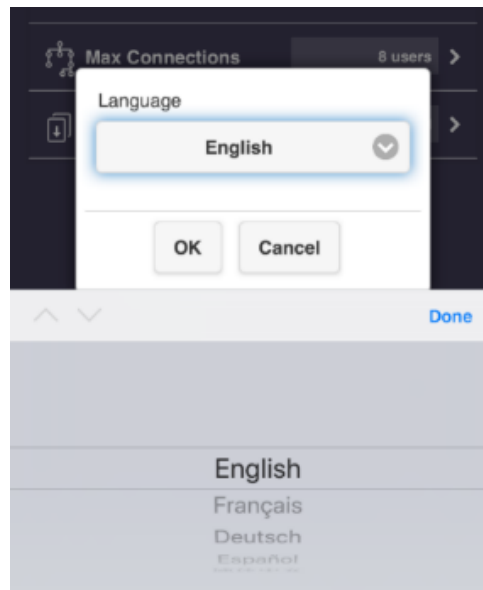 Max Connections 8 users
Language
English
OK Cancel
Done
English
Français
Deutsch
Español